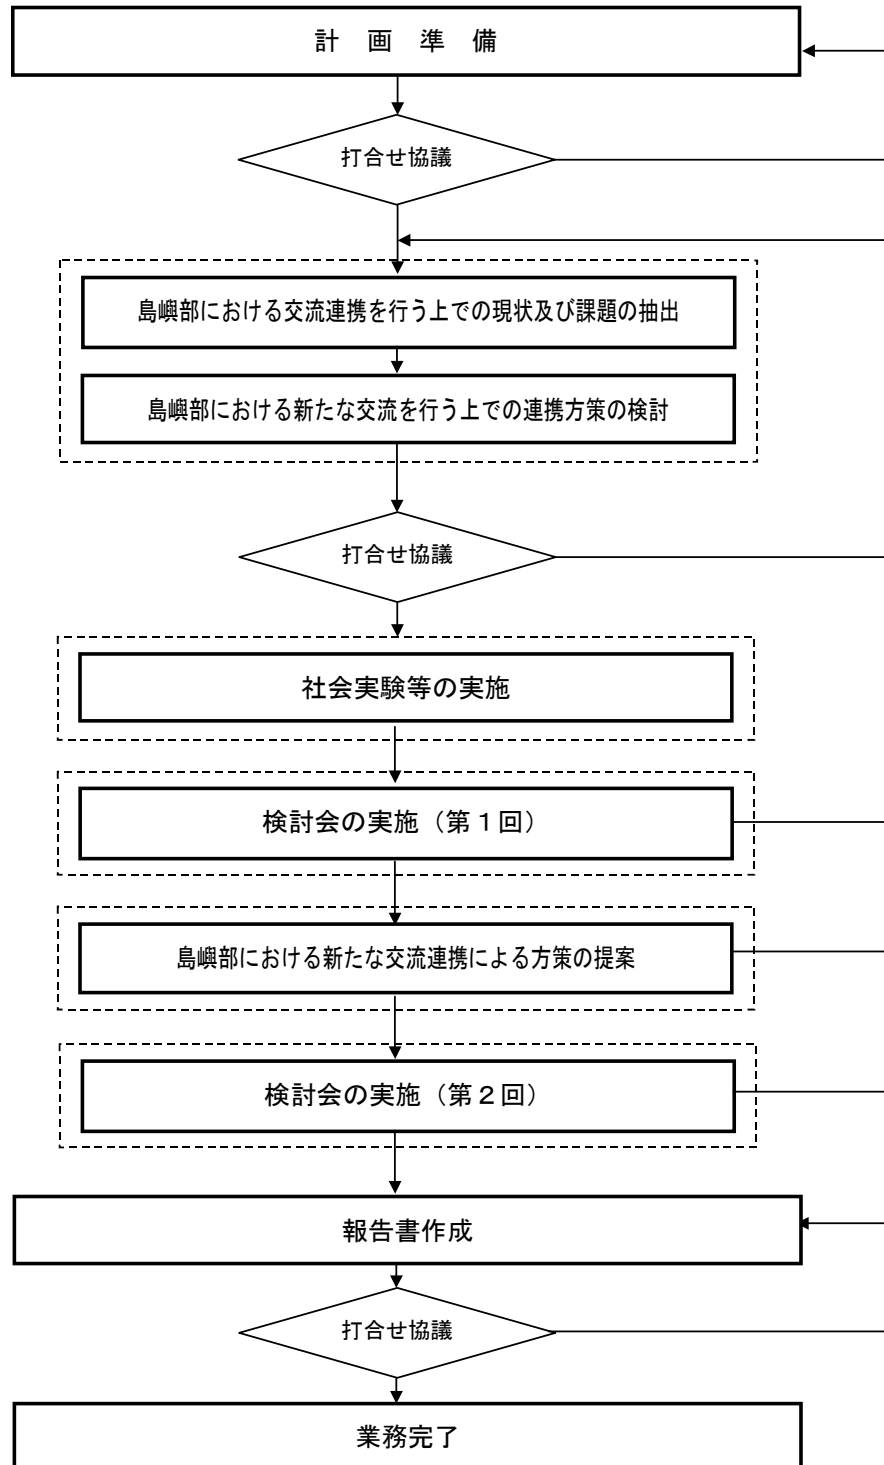 計　画　準　備
打合せ協議
島嶼部における交流連携を行う上での現状及び課題の抽出
島嶼部における新たな交流を行う上での連携方策の検討
打合せ協議
社会実験等の実施
検討会の実施（第１回）
島嶼部における新たな交流連携による方策の提案
検討会の実施（第２回）
報告書作成
打合せ協議
業務完了